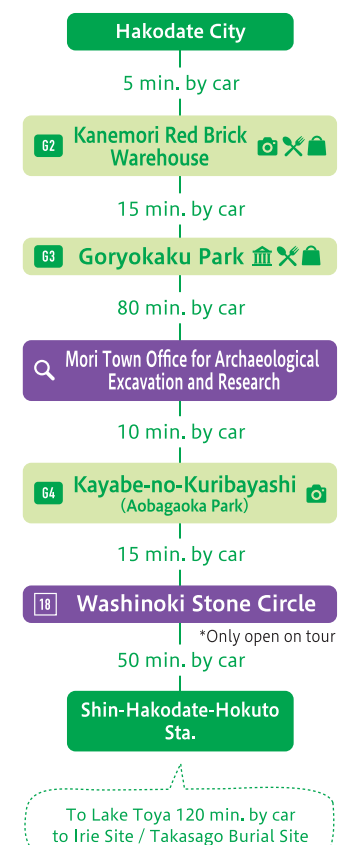 Hakodate City
5 min. by car
G2 Kanemori Red Brick
Warehouse
15 min. by car
G3 Goryokaku Park
80 min. by car
Mori Town Office for Archaeological
Excavation and Research
10 min. by car
G4 Kayabe-no-Kuribayashi
(Aobagaoka Park)
15 min. by car
18 Washinoki Stone Circle
*Only open on tour
50 min. by car
Shin-Hakodate-Hokuto
Sta.
To Lake Toya 120 min. by car
to Irie Site / Takasago Burial Site